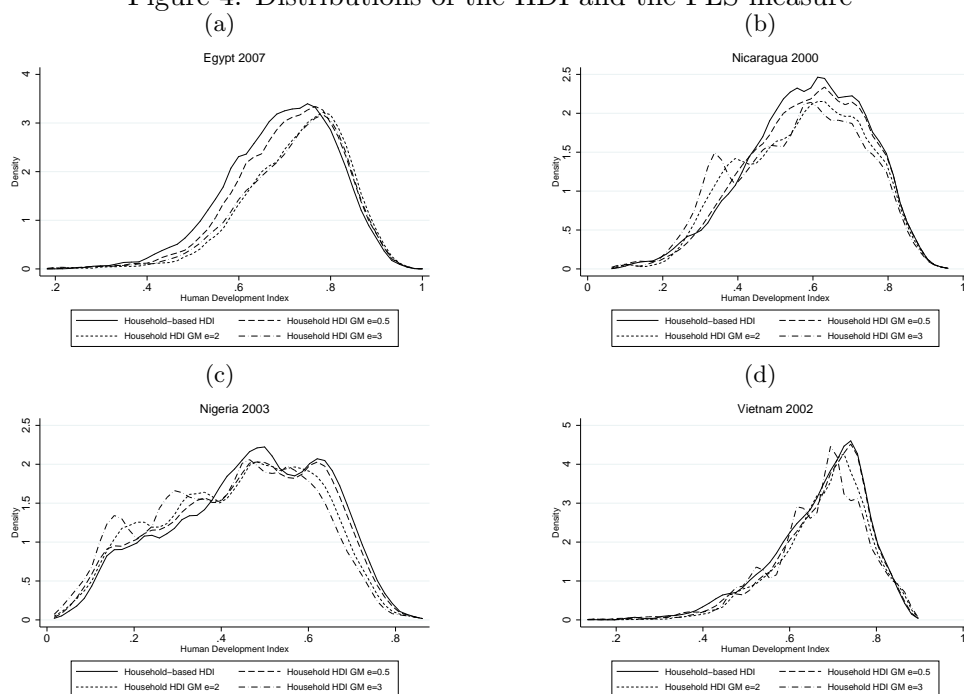 Figure 4: Distributions of the HDI and the FLS measure
(a)
Egypt 2007
Density
0 1 2 3 4
.2 .4 .6 .8 1
Human Development Index
Household-based HDI Household HDI GM e=0.5
Household HDI GM e=2 Household HDI GM e=3
(b)
Nicaragua 2000
Density
0 .5 1 1.5 2 2.5
0 .2 .4 .6 .8 1
Human Development Index
Household-based HDI Household HDI GM e=0.5
Household HDI GM e=2 Household HDI GM e=3
(c)
Nigeria 2003
Density
0 .5 1 1.5 2 2.5
0 .2 .4 .6 .8
Human Development Index
Household-based HDI Household HDI GM e=0.5
Household HDI GM e=2 Household HDI GM e=3
(d)
Vietnam 2002
Density
0 1 2 3 4 5
.2 .4 .6 .8 1
Human Development Index
Household-based HDI Household HDI GM e=0.5
Household HDI GM e=2 Household HDI GM e=3